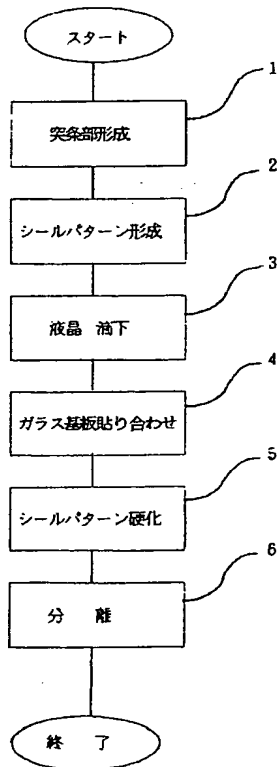 スタート
1
突条部形成
2
シールパターン形成
3
液晶 滴下
4
ガラス基板貼り合わせ
5
シールパターン硬化
6
分 離
終 了